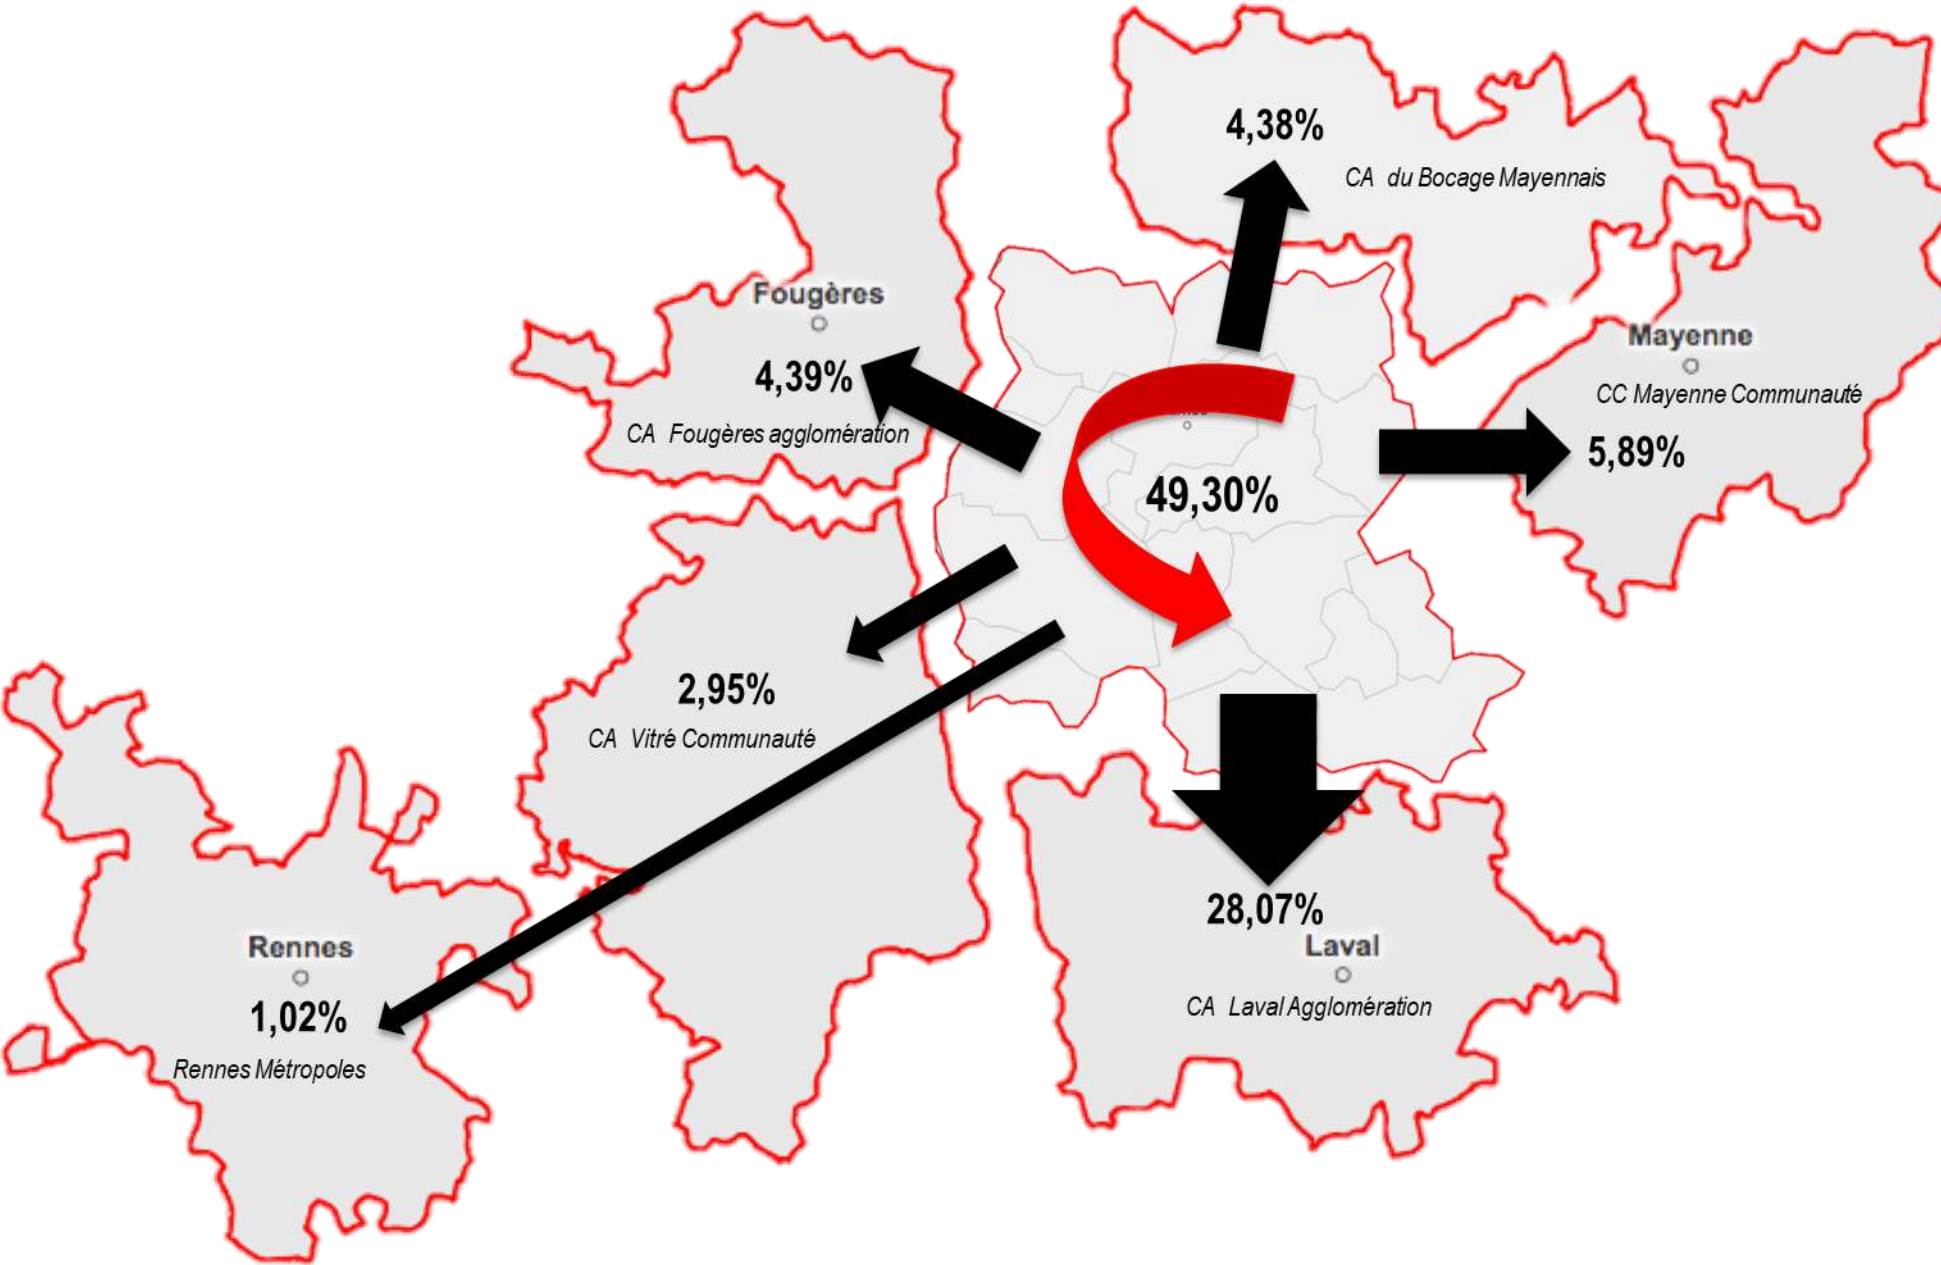 4,38%
CA du Bocage Mayennais
Fougères
4,39%
CA Fougères agglomération
Mayenne
CC Mayenne Communauté
5,89%
49,30%
2,95%
CA Vitré Communauté
28,07%
Laval
CA Laval Agglomération
Rennes
1,02%
Rennes Métropoles